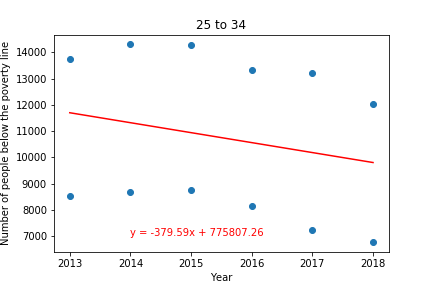 25 to 34
Number of people below the poverty line
14000
13000
12000
11000
10000
9000
8000
7000
y = -379.59x + 775807.26
2013 2014 2015 2016 2017 2018
Year